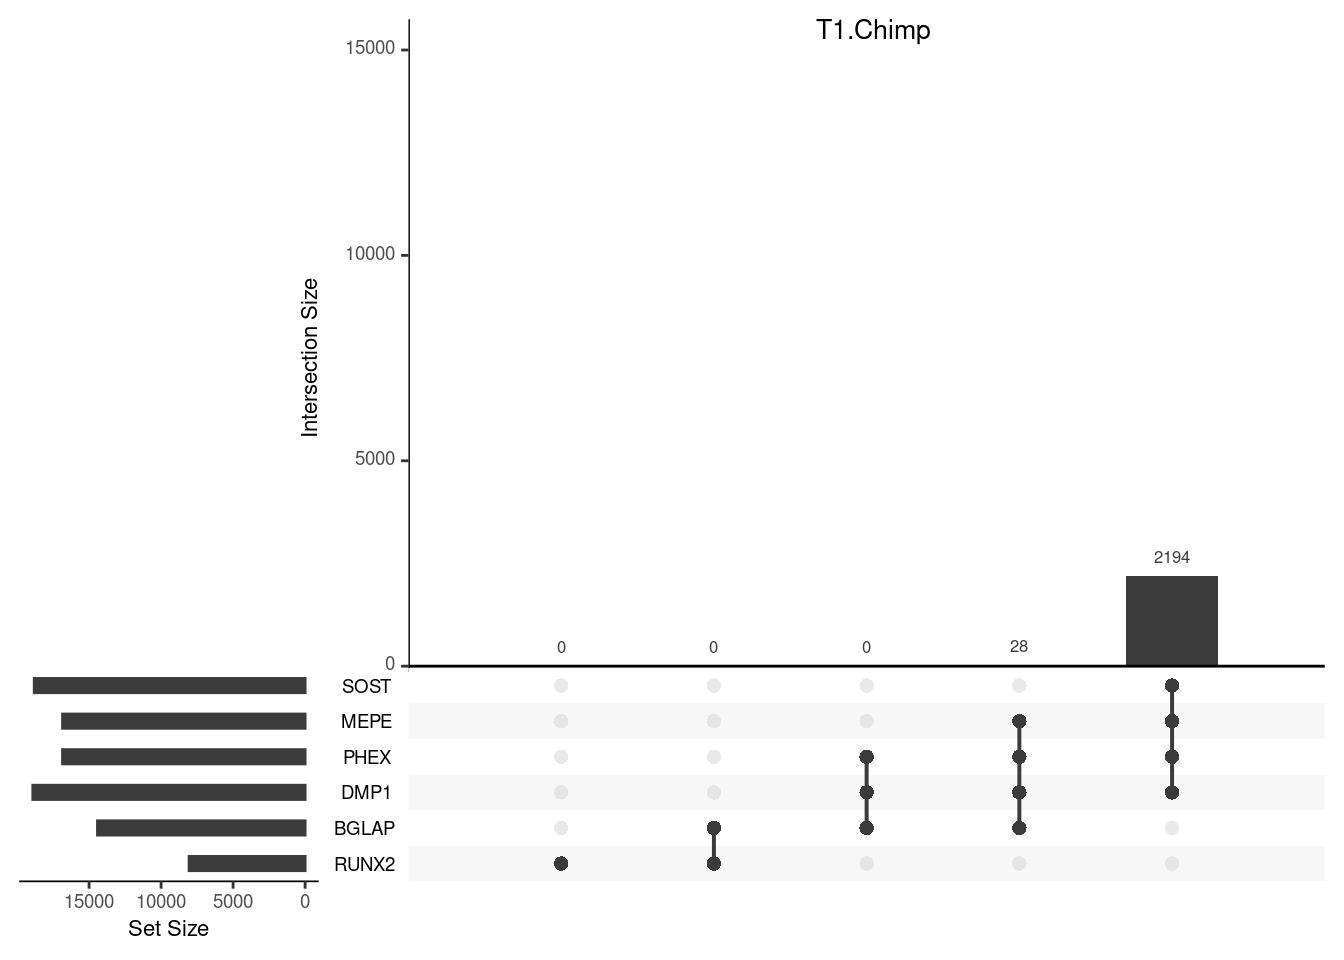 T1.Chimp
15000
10000
5000
0
Intersection Size
0
0
0
28
2194
SOST
MEPE
PHEX
DMP1
BGLAP
RUNX2
15000 10000 5000 0
Set Size